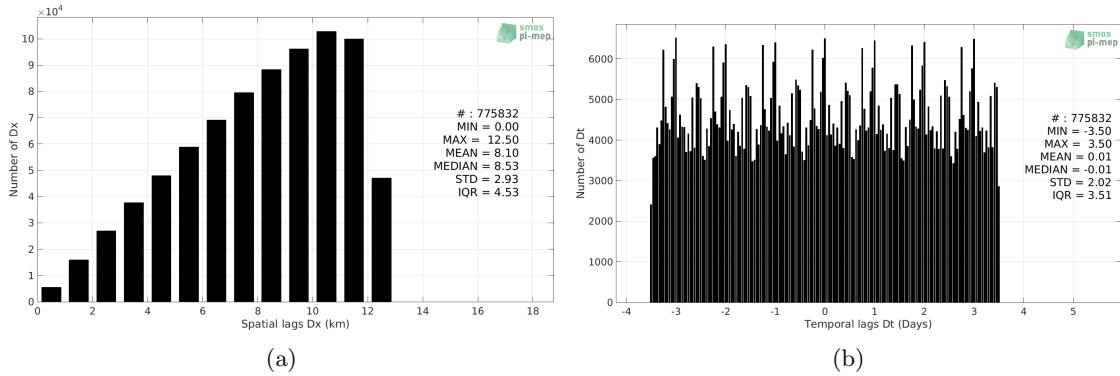 ×10⁴
Number of Dx
10
9
8
7
6
5
4
3
2
1
0
0 2 4 6 8 10 12 14 16 18
Spatial lags Dx (km)
smos
pi-mep
# : 775832
MIN = 0.00
MAX = 12.50
MEAN = 8.10
MEDIAN = 8.53
STD = 2.93
IQR = 4.53
(a)
Number of Dt
6000
5000
4000
3000
2000
1000
0
-4 -3 -2 -1 0 1 2 3 4 5
Temporal lags Dt (Days)
smos
pi-mep
# : 775832
MIN = -3.50
MAX = 3.50
MEAN = 0.01
MEDIAN = -0.01
STD = 2.02
IQR = 3.51
(b)